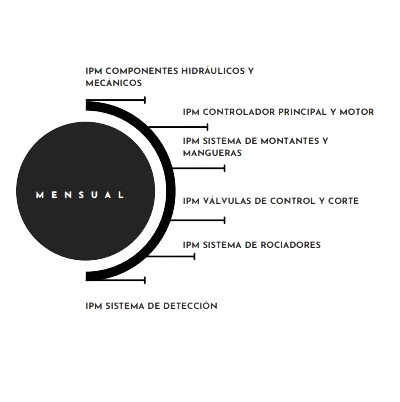 IPM COMPONENTES HIDRÁULICOS Y
MECÁNICOS
IPM CONTROLADOR PRINCIPAL Y MOTOR
IPM SISTEMA DE MONTANTES Y
MANGUERAS
MENSUAL
IPM VÁLVULAS DE CONTROL Y CORTE
IPM SISTEMA DE ROCIADORES
IPM SISTEMA DE DETECCIÓN